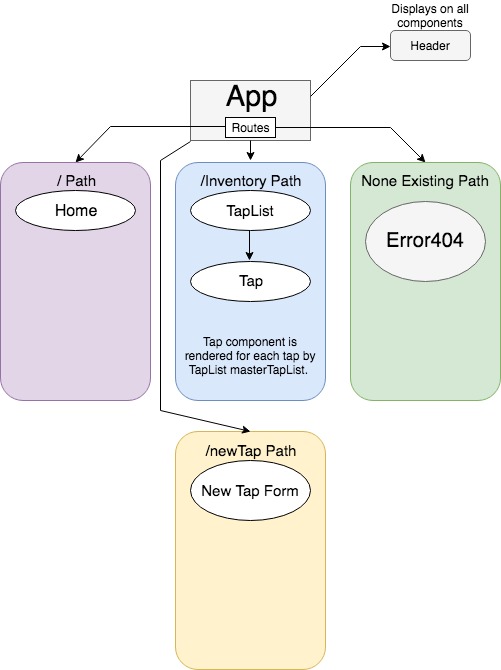 Displays on all
components
Header
App
Routes
/ Path
Home
/Inventory Path
TapList
Tap
Tap component is
rendered for each tap by
TapList masterTapList.
None Existing Path
Error404
/newTap Path
New Tap Form